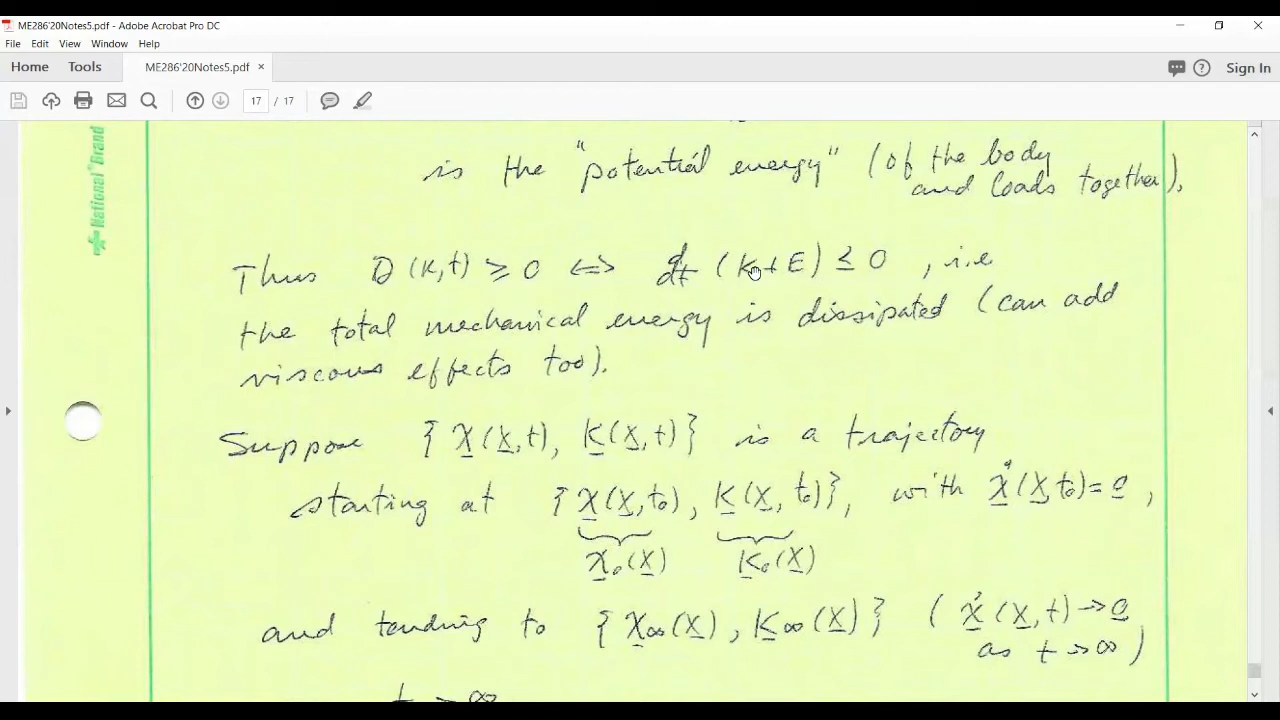 ME286'20Notes5.pdf - Adobe Acrobat Pro DC
File Edit View Window Help
Home Tools ME286'20Notes5.pdf × Sign In
17 / 17
National® Brand
is the "potential energy" (of the body
and loads together).
Thus D(K,t) ≥ 0 <=> d/dt (K+E) ≤ 0, i.e
the total mechanical energy is dissipated (can add
viscous effects too).
Suppose {χ(X,t), K(X,t)} is a trajectory
starting at {χ(X,t₀), K(X,t₀)}, with χ̇(X,t₀)=0,
χ₀(X) K₀(X)
and tending to {χ∞(X), K∞(X)} (χ̇(X,t)→0
as t→∞)